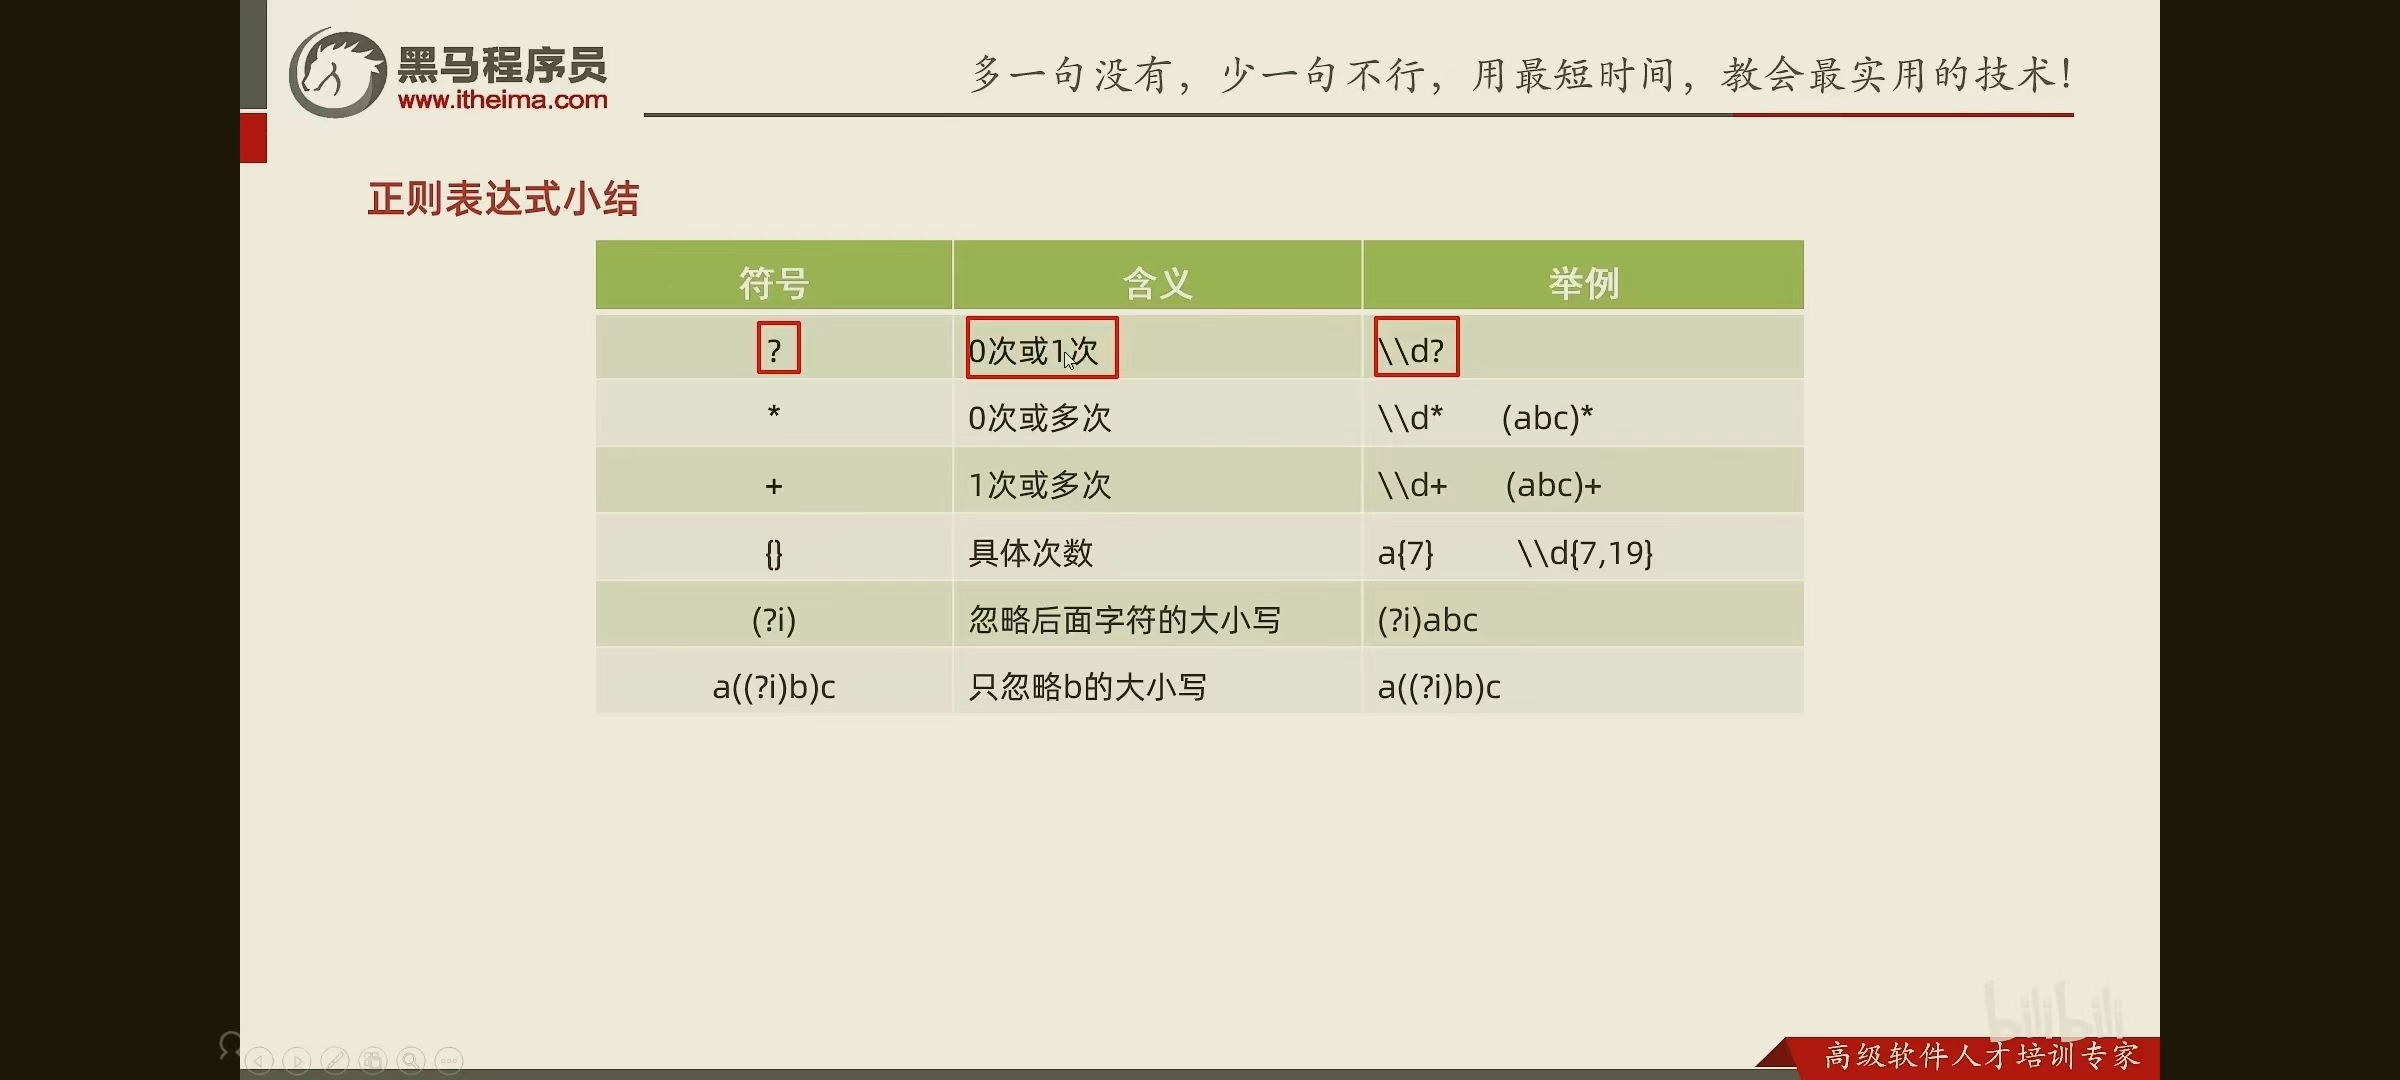 黑马程序员
www.itheima.com
多一句没有，少一句不行，用最短时间，教会最实用的技术！
正则表达式小结
符号 含义 举例
? 0次或1次 \\d?
* 0次或多次 \\d* (abc)*
+ 1次或多次 \\d+ (abc)+
{} 具体次数 a{7} \\d{7,19}
(?i) 忽略后面字符的大小写 (?i)abc
a((?i)b)c 只忽略b的大小写 a((?i)b)c
bilibili
高级软件人才培训专家